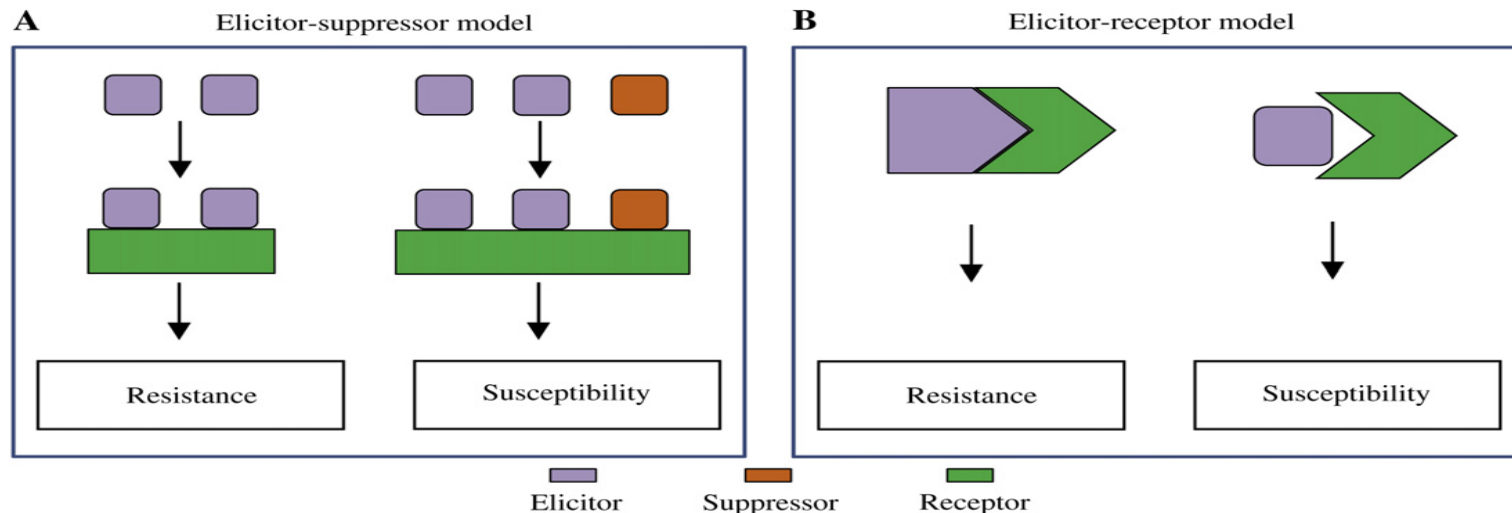 A
Elicitor-suppressor model
Resistance
Susceptibility
B
Elicitor-receptor model
Resistance
Susceptibility
Elicitor
Suppressor
Receptor